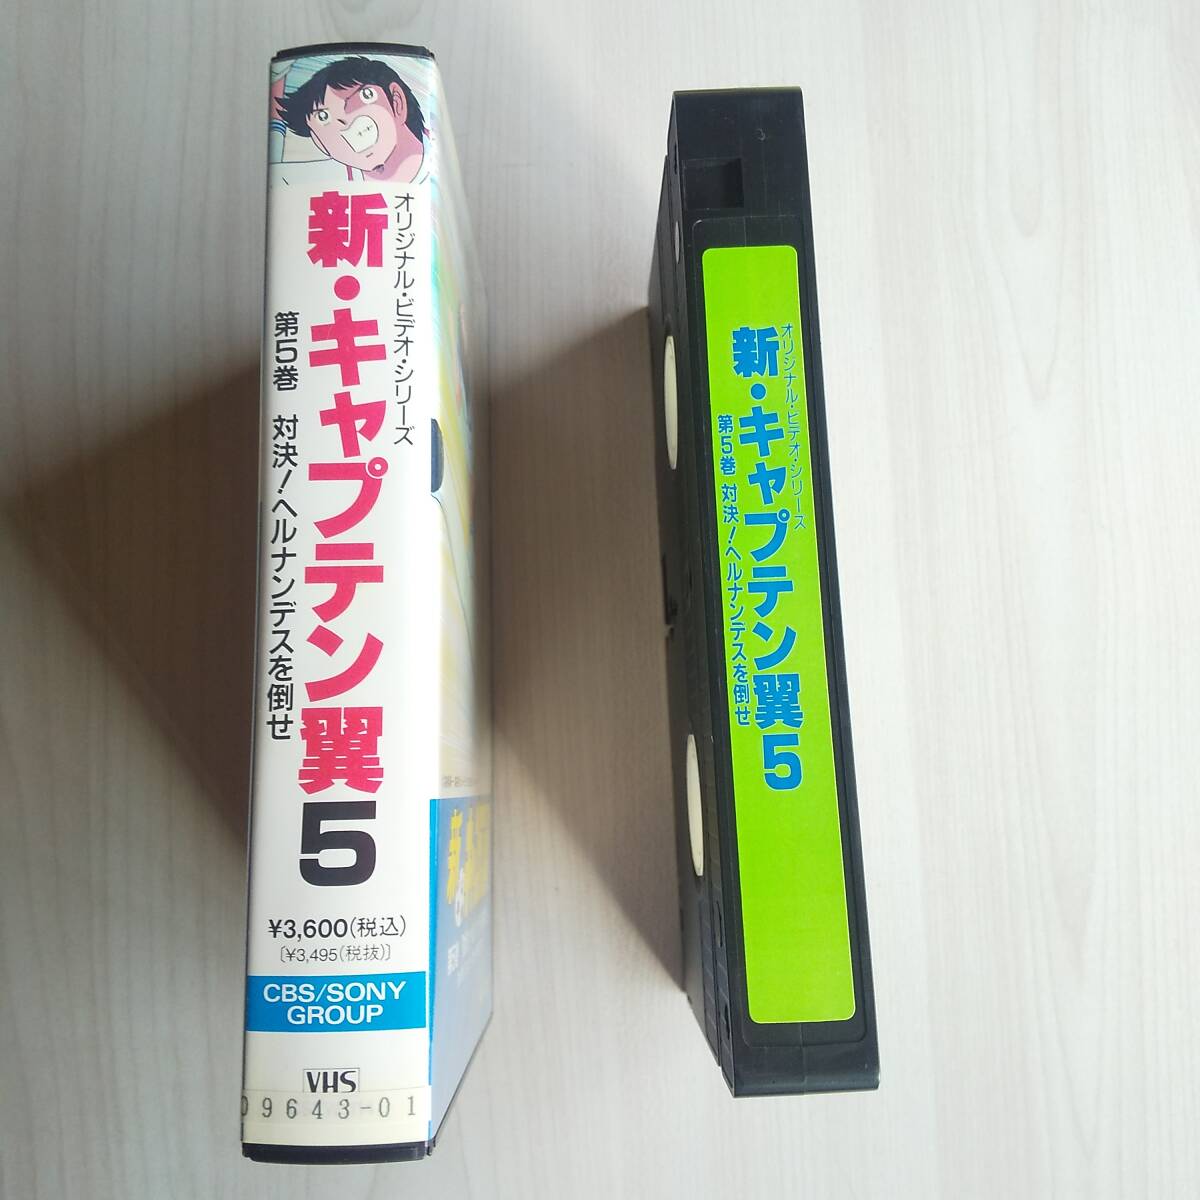 オリジナル・ビデオ・シリーズ
新・キャプテン翼
5
第5巻 対決!ヘルナンデスを倒せ
¥3,600(税込)
[¥3,495(税抜)]
CBS/SONY
GROUP
VHS
09643-01
オリジナル・ビデオ・シリーズ
新・キャプテン翼5
第5巻 対決!ヘルナンデスを倒せ